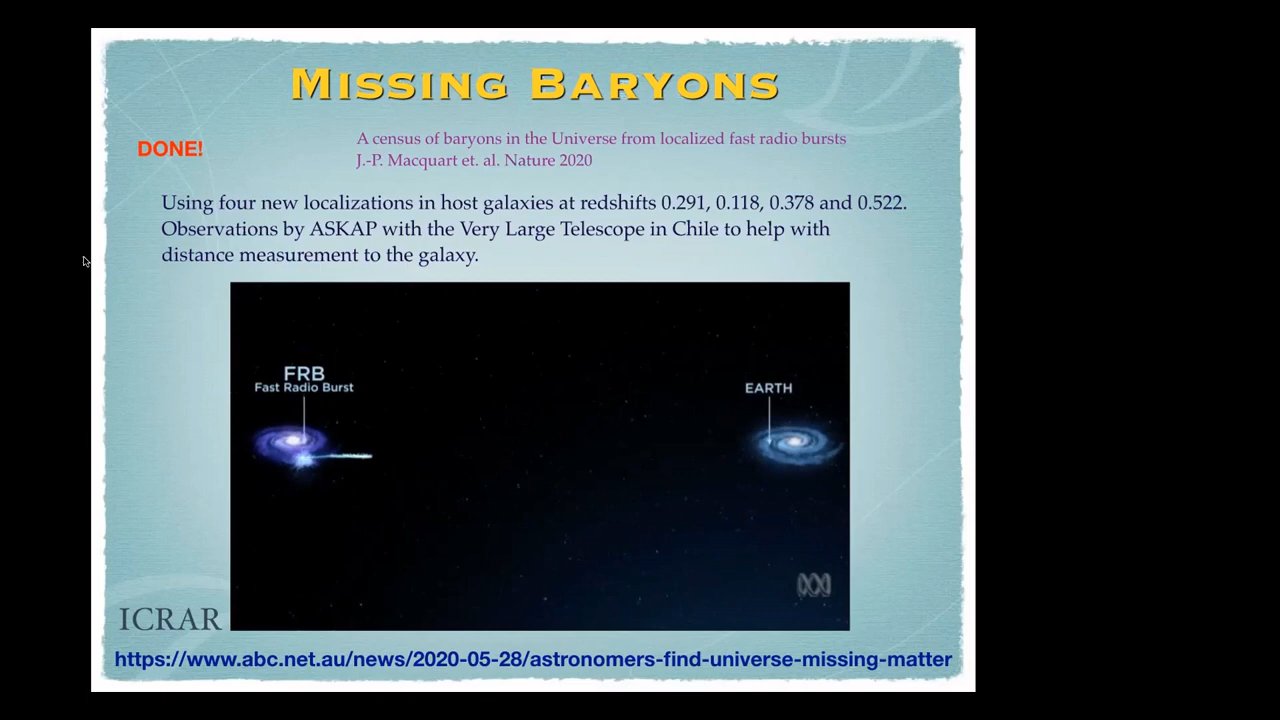 MISSING BARYONS
DONE!
A census of baryons in the Universe from localized fast radio bursts
J.-P. Macquart et. al. Nature 2020
Using four new localizations in host galaxies at redshifts 0.291, 0.118, 0.378 and 0.522.
Observations by ASKAP with the Very Large Telescope in Chile to help with
distance measurement to the galaxy.
FRB
Fast Radio Burst
EARTH
ICRAR
https://www.abc.net.au/news/2020-05-28/astronomers-find-universe-missing-matter